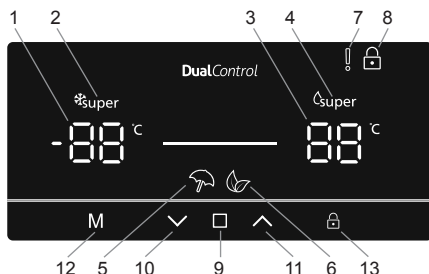 1 2 3 4 7 8
DualControl
super super
-88 °C 88 °C
M
12 5 10 9 11 6 13